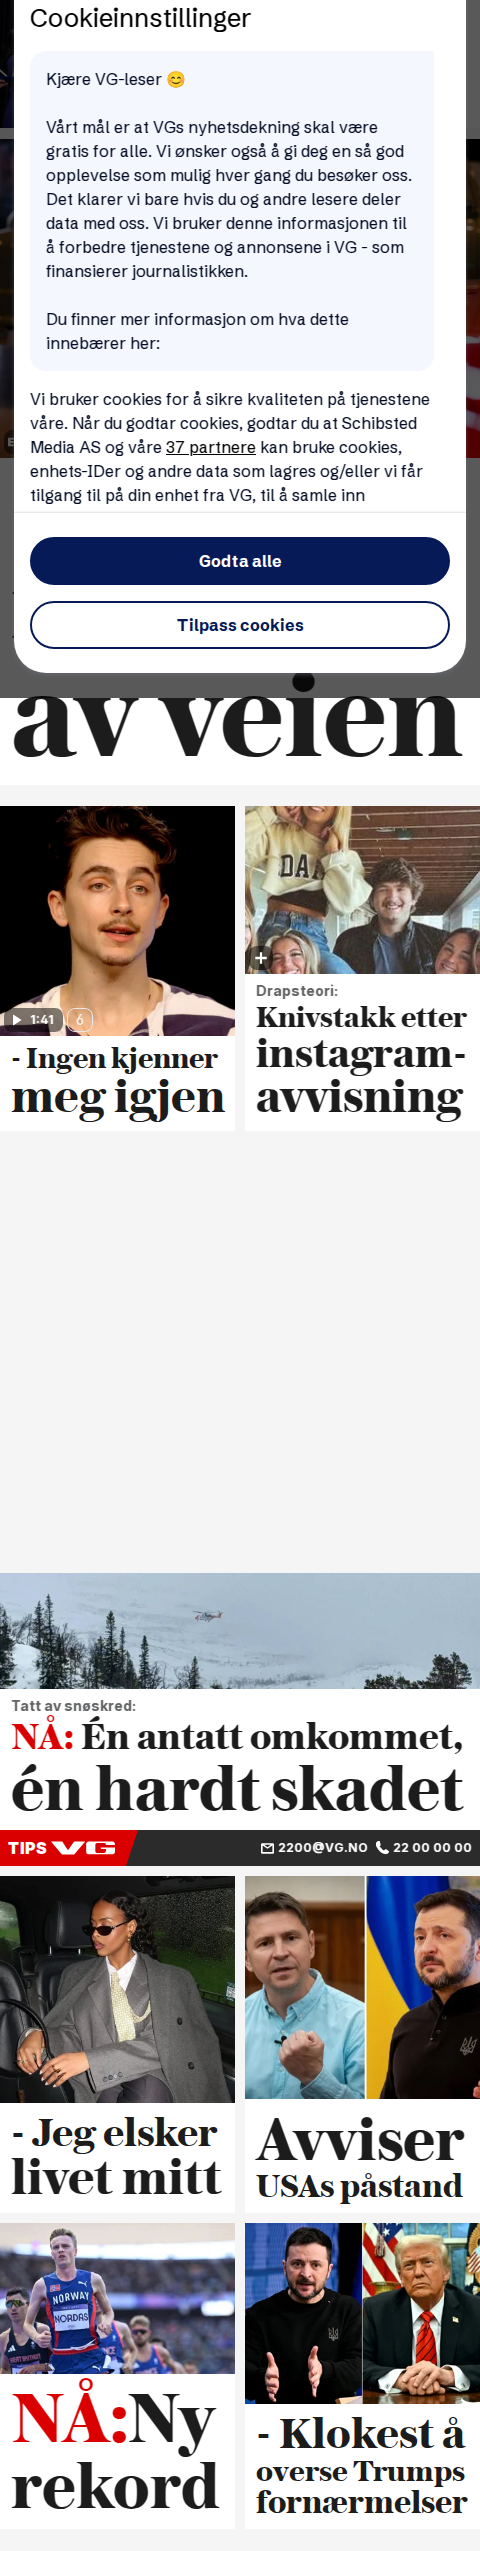 Cookieinnstillinger
Kjære VG-leser 😊
Vårt mål er at VGs nyhetsdekning skal være
gratis for alle. Vi ønsker også å gi deg en så god
opplevelse som mulig hver gang du besøker oss.
Det klarer vi bare hvis du og andre lesere deler
data med oss. Vi bruker denne informasjonen til
å forbedre tjenestene og annonsene i VG - som
finansierer journalistikken.
Du finner mer informasjon om hva dette
innebærer her:
Vi bruker cookies for å sikre kvaliteten på tjenestene
våre. Når du godtar cookies, godtar du at Schibsted
Media AS og våre 37 partnere kan bruke cookies,
enhets-IDer og andre data som lagres og/eller vi får
tilgang til på din enhet fra VG, til å samle inn
Godta alle
Tilpass cookies
av veien
1:41 6
- Ingen kjenner
meg igjen
DA
Drapsteori:
Knivstakk etter
instagram-
avvisning
Tatt av snøskred:
NÅ: Én antatt omkommet,
én hardt skadet
TIPS VG 2200@VG.NO 22 00 00 00
- Jeg elsker
livet mitt
Avviser
USAs påstand
NORWAY
NORDAS
NÅ:Ny
rekord
- Klokest å
overse Trumps
fornærmelser